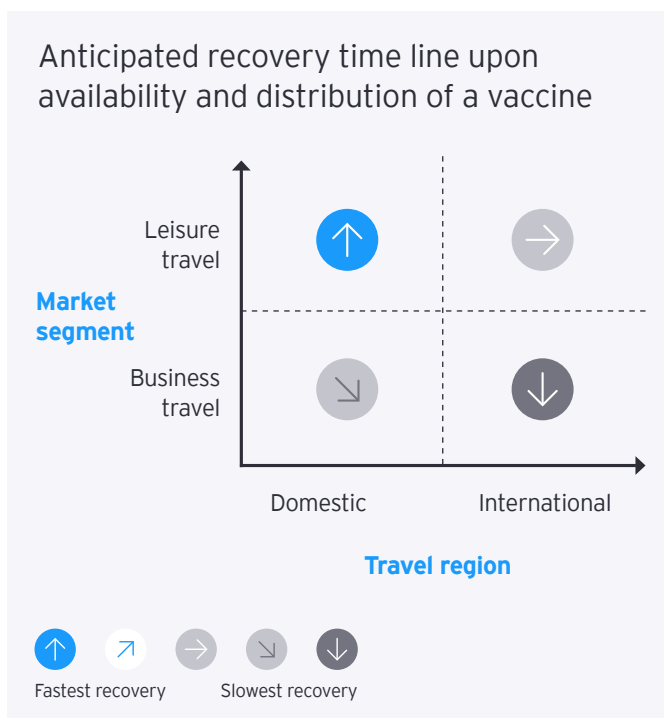 Anticipated recovery time line upon
availability and distribution of a vaccine
Leisure
travel
Market
segment
Business
travel
Domestic
International
Travel region
Fastest recovery
Slowest recovery